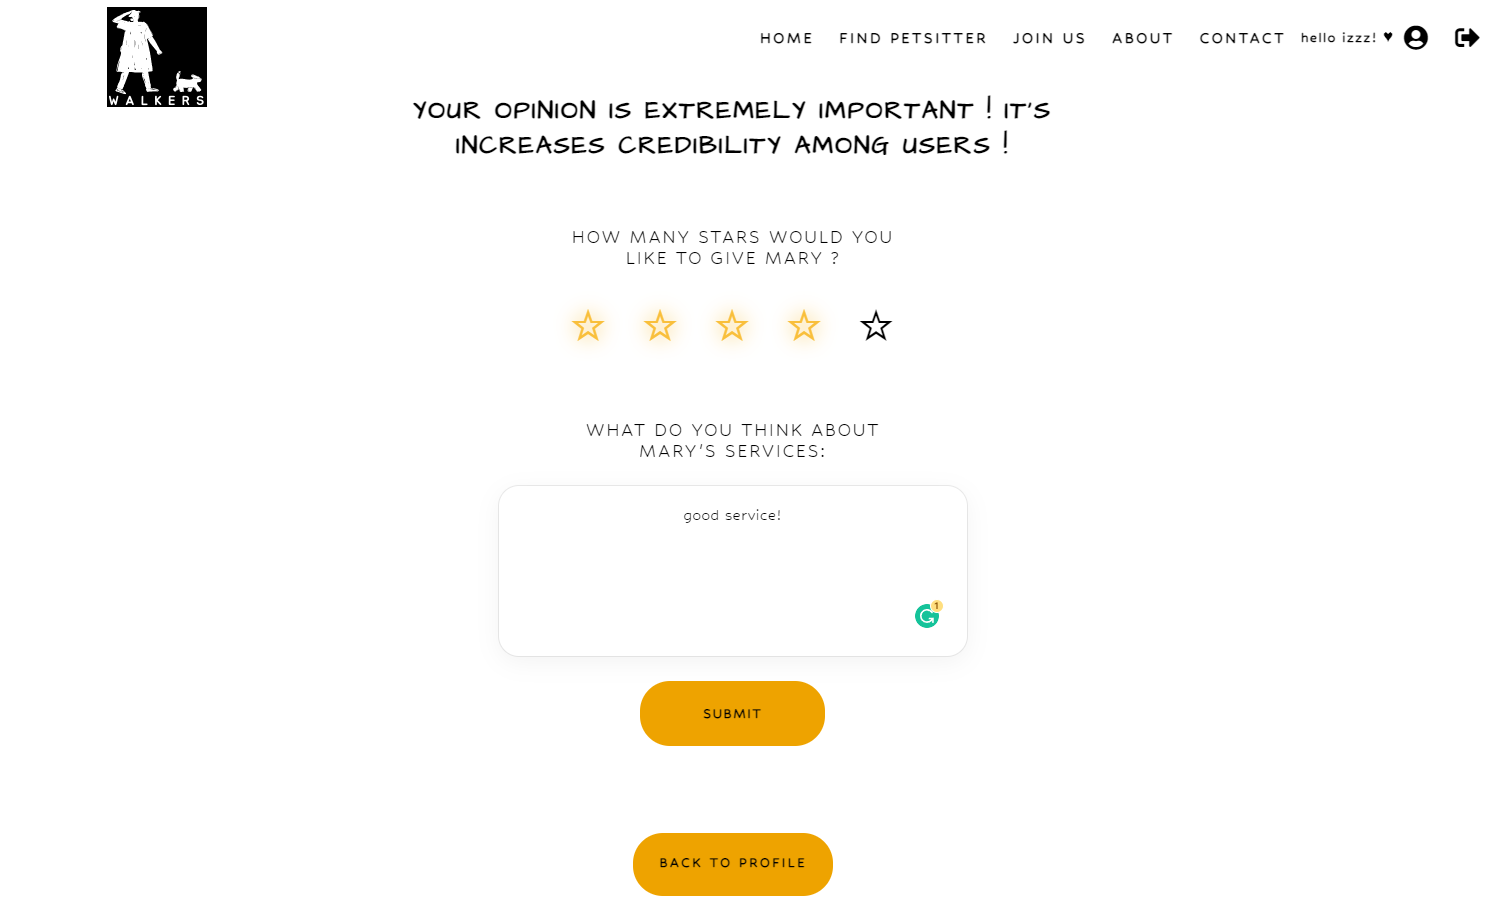 WALKERS
HOME FIND PETSITTER JOIN US ABOUT CONTACT hello izzz! ♥
YOUR OPINION IS EXTREMELY IMPORTANT ! IT'S
INCREASES CREDIBILITY AMONG USERS !
HOW MANY STARS WOULD YOU
LIKE TO GIVE MARY ?
WHAT DO YOU THINK ABOUT
MARY'S SERVICES:
good service!
1
SUBMIT
BACK TO PROFILE